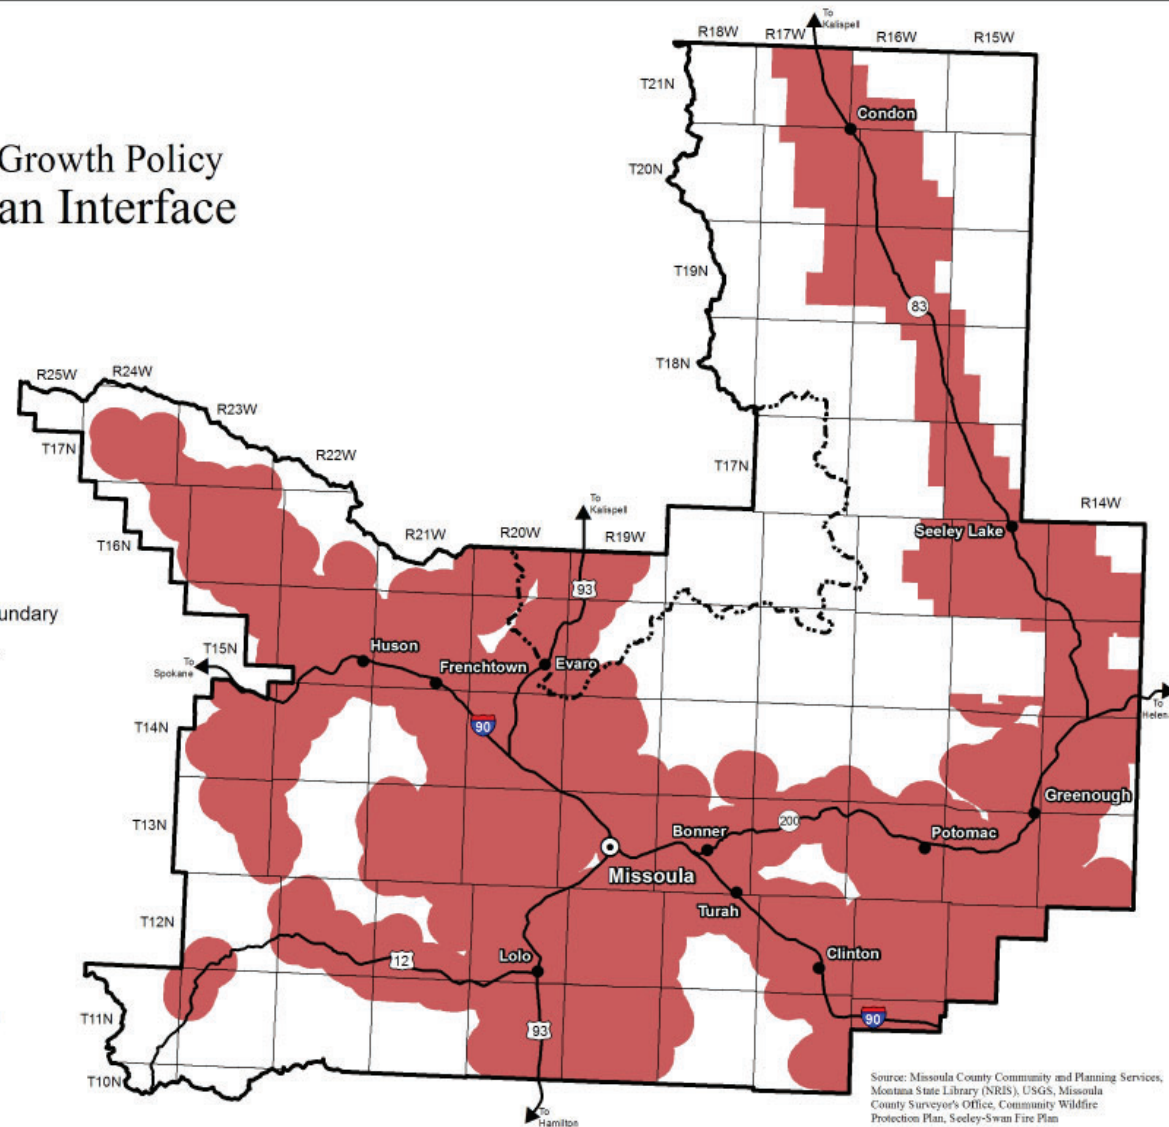 To
Kalispell
R18W
R17W
R16W
R15W
T21N
Condon
Growth Policy
T20N
an Interface
T19N
83
T18N
R25W
R24W
R23W
T17N
R22W
T17N
To
Kalispell
R14W
R21W
R20W
R19W
Seeley Lake
T16N
93
undary
T15N
Huson
To
Spokane
Frenchtown
Evaro
To
T14N
90
Greenough
T13N
200
Bonner
Potomac
Missoula
Turah
T12N
Lolo
Clinton
12
T11N
90
93
T10N
Source: Missoula County Community and Planning Services,
Montana State Library (NRIS), USGS, Missoula
County Surveyor's Office, Community Wildfire
Protection Plan, Seeley-Swan Fire Plan
To
Hamilton